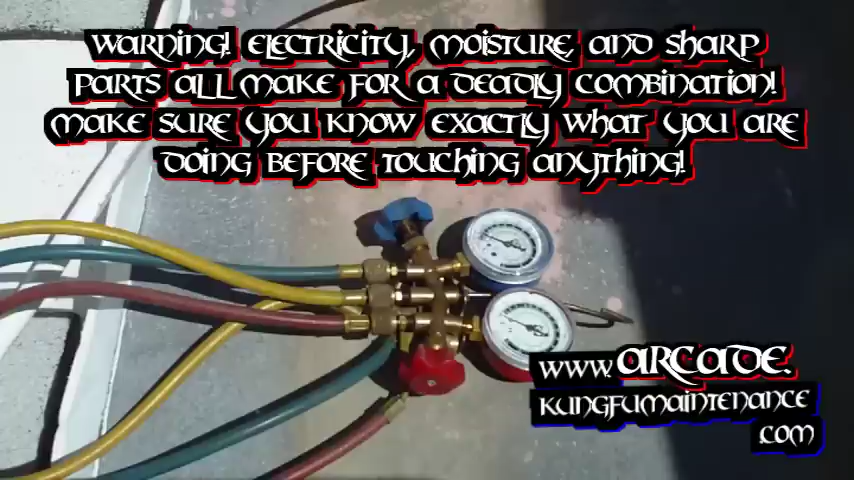 WARNING! ELECTRICITY, MOISTURE, AND SHARP
PARTS ALL MAKE FOR A DEADLY COMBINATION!
MAKE SURE YOU KNOW EXACTLY WHAT YOU ARE
DOING BEFORE TOUCHING ANYTHING!
WWW.ARCADE.
KUNGFUMAINTENANCE
.COM